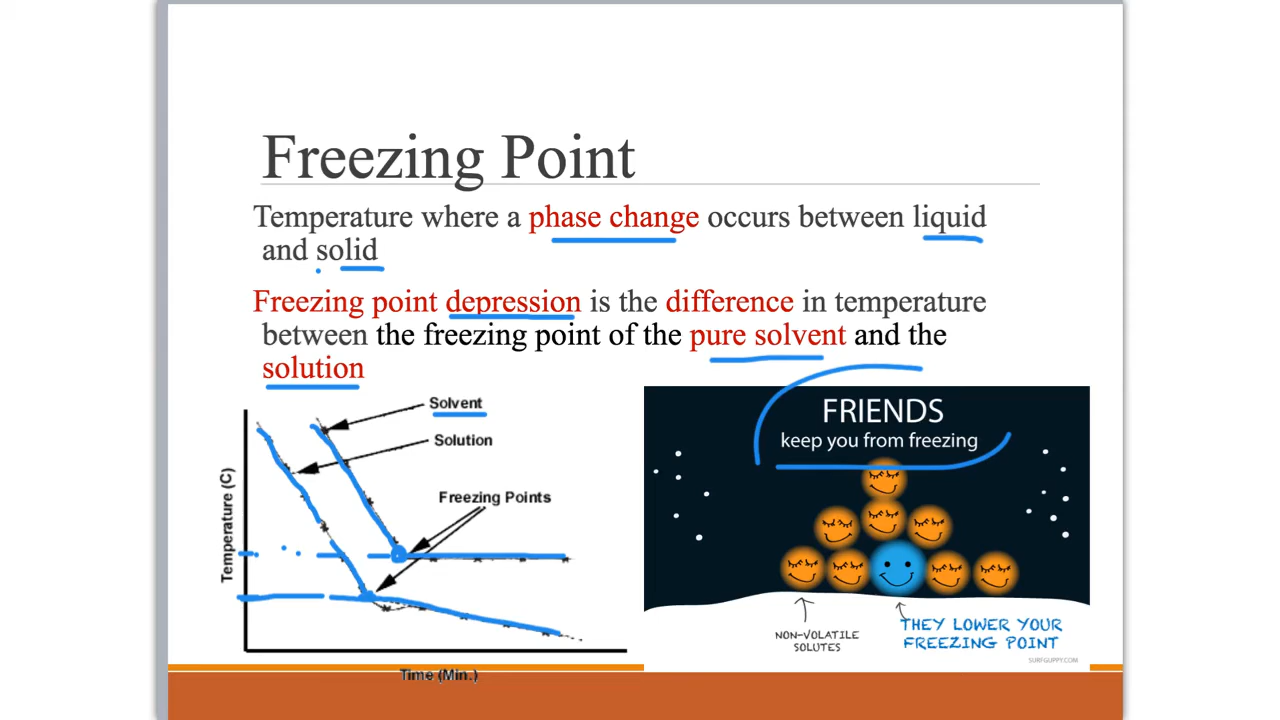 Freezing Point
Temperature where a phase change occurs between liquid
and solid
Freezing point depression is the difference in temperature
between the freezing point of the pure solvent and the
solution
Solvent
Solution
Freezing Points
Temperature (C)
Time (Min.)
FRIENDS
keep you from freezing
NON-VOLATILE
SOLUTES
THEY LOWER YOUR
FREEZING POINT
SURFGUPPY.COM